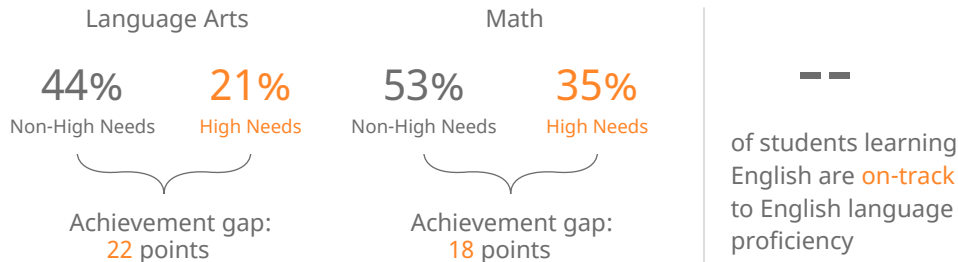 Language Arts
44%
Non-High Needs
21%
High Needs
Achievement gap:
22 points
Math
53%
Non-High Needs
35%
High Needs
Achievement gap:
18 points
--
of students learning
English are on-track
to English language
proficiency